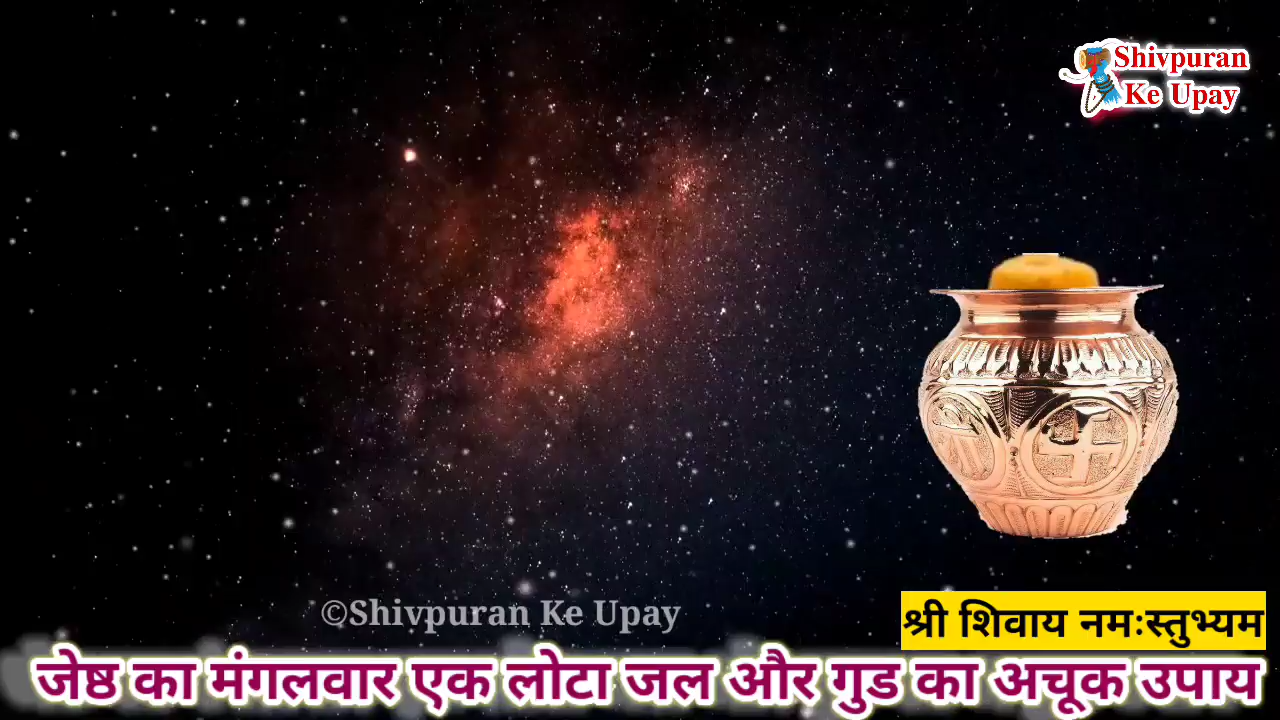 Shivpuran
Ke Upay
©Shivpuran Ke Upay
श्री शिवाय नमःस्तुभ्यम
जेष्ठ का मंगलवार एक लोटा जल और गुड का अचूक उपाय